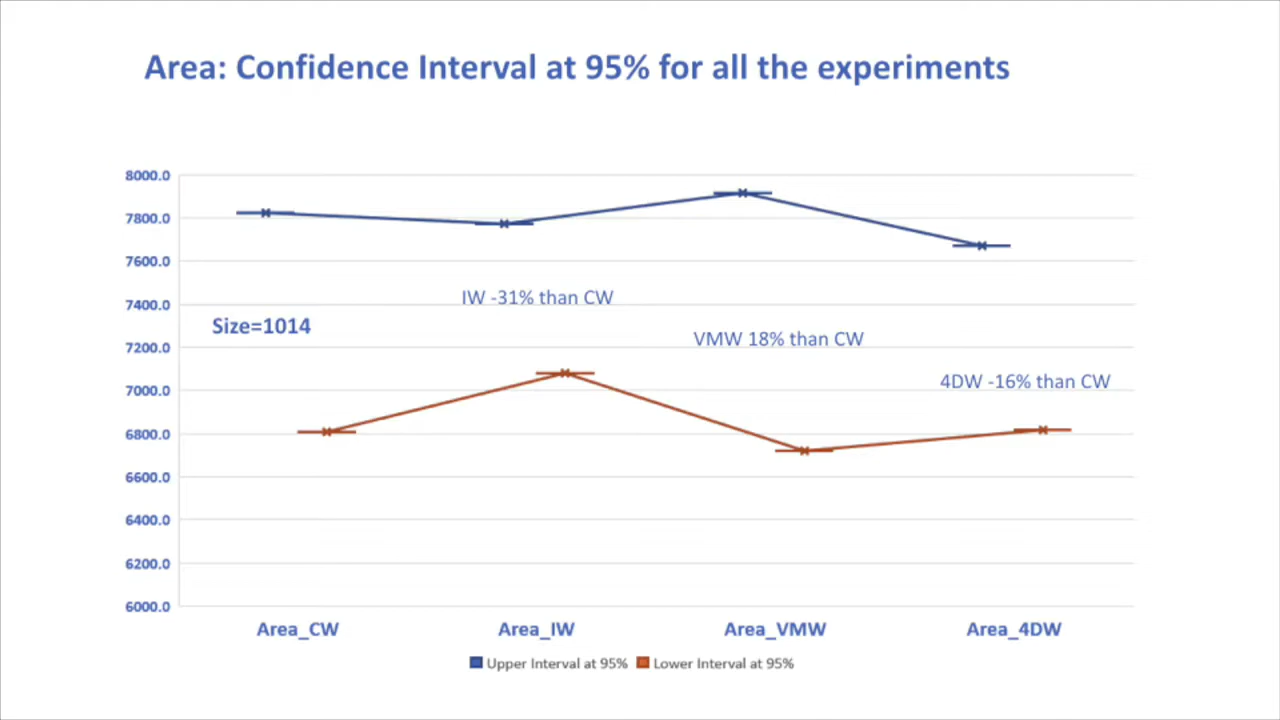 Area: Confidence Interval at 95% for all the experiments
8000.0
7800.0
7600.0
7400.0
7200.0
7000.0
6800.0
6600.0
6400.0
6200.0
6000.0
IW -31% than CW
Size=1014
VMW 18% than CW
4DW -16% than CW
Area_CW Area_IW Area_VMW Area_4DW
Upper Interval at 95% Lower Interval at 95%